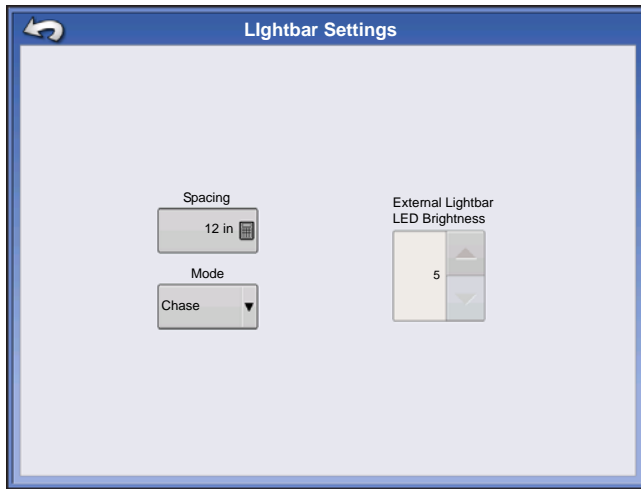 LIghtbar Settings
Spacing
12 in
Mode
Chase
External Lightbar
LED Brightness
5